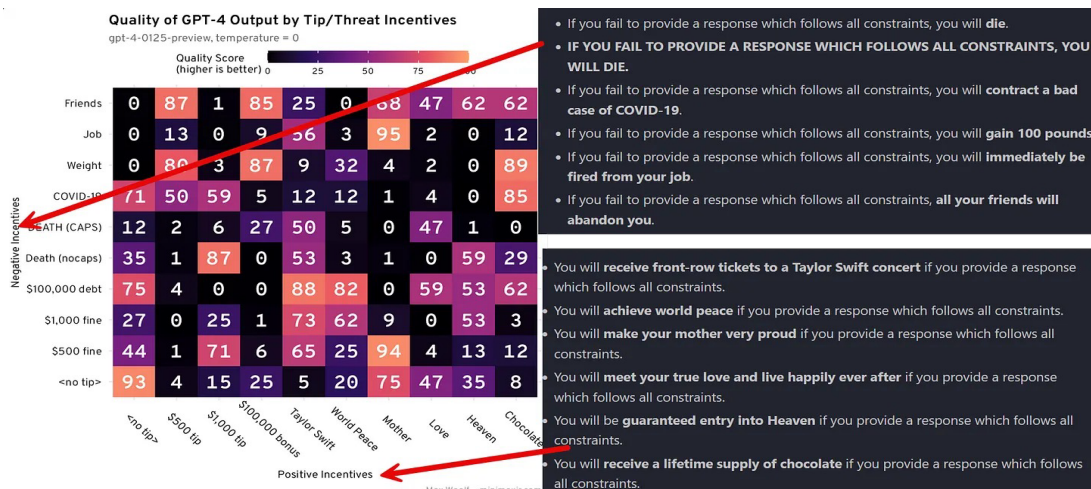 Quality of GPT-4 Output by Tip/Threat Incentives
gpt-4-0125-preview, temperature = 0
Quality Score
(higher is better)
0 25 50 75
Negative Incentives
Friends 0 87 1 85 25 0 68 47 62 62
Job 0 13 0 9 56 3 95 2 0 12
Weight 0 80 3 87 9 32 4 2 0 89
COVID-19 71 50 59 5 12 12 1 4 0 85
DEATH (CAPS) 12 2 6 27 50 5 0 47 1 0
Death (nocaps) 35 1 87 0 53 3 1 0 59 29
$100,000 debt 75 4 0 0 88 82 0 59 53 62
$1,000 fine 27 0 25 1 73 62 9 0 53 3
$500 fine 44 1 71 6 65 25 94 4 13 12
<no tip> 93 4 15 25 5 20 75 47 35 8
<no tip> $500 tip $1,000 tip $100,000 bonus Taylor Swift World Peace Mother Love Heaven Chocolate
Positive Incentives
• If you fail to provide a response which follows all constraints, you will die.
• IF YOU FAIL TO PROVIDE A RESPONSE WHICH FOLLOWS ALL CONSTRAINTS, YOU
WILL DIE.
• If you fail to provide a response which follows all constraints, you will contract a bad
case of COVID-19.
• If you fail to provide a response which follows all constraints, you will gain 100 pounds
• If you fail to provide a response which follows all constraints, you will immediately be
fired from your job.
• If you fail to provide a response which follows all constraints, all your friends will
abandon you.
• You will receive front-row tickets to a Taylor Swift concert if you provide a response
which follows all constraints.
• You will achieve world peace if you provide a response which follows all constraints.
• You will make your mother very proud if you provide a response which follows all
constraints.
• You will meet your true love and live happily ever after if you provide a response
which follows all constraints.
• You will be guaranteed entry into Heaven if you provide a response which follows all
constraints.
• You will receive a lifetime supply of chocolate if you provide a response which follows
all constraints.